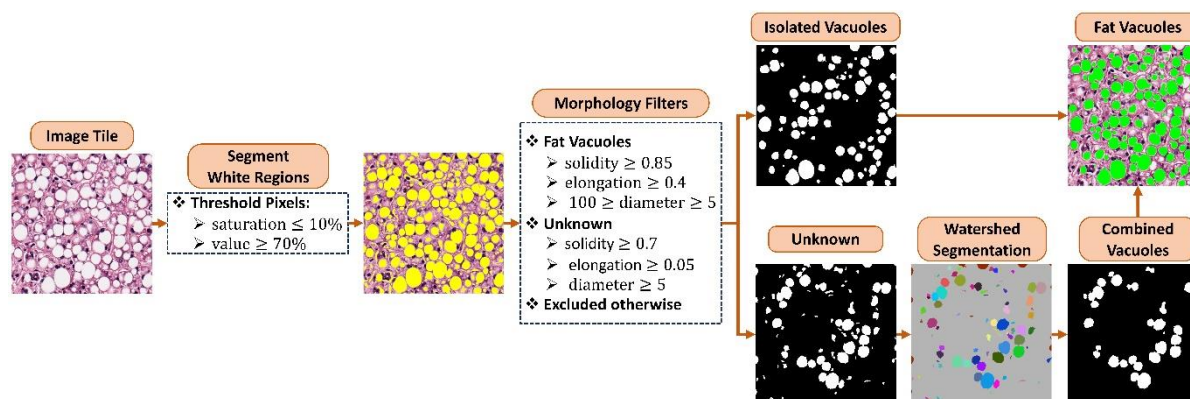 Image Tile
Segment
White Regions
❖ Threshold Pixels:
➢ saturation ≤ 10%
➢ value ≥ 70%
Morphology Filters
❖ Fat Vacuoles
➢ solidity ≥ 0.85
➢ elongation ≥ 0.4
➢ 100 ≥ diameter ≥ 5
❖ Unknown
➢ solidity ≥ 0.7
➢ elongation ≥ 0.05
➢ diameter ≥ 5
❖ Excluded otherwise
Isolated Vacuoles
Fat Vacuoles
Unknown
Watershed
Segmentation
Combined
Vacuoles